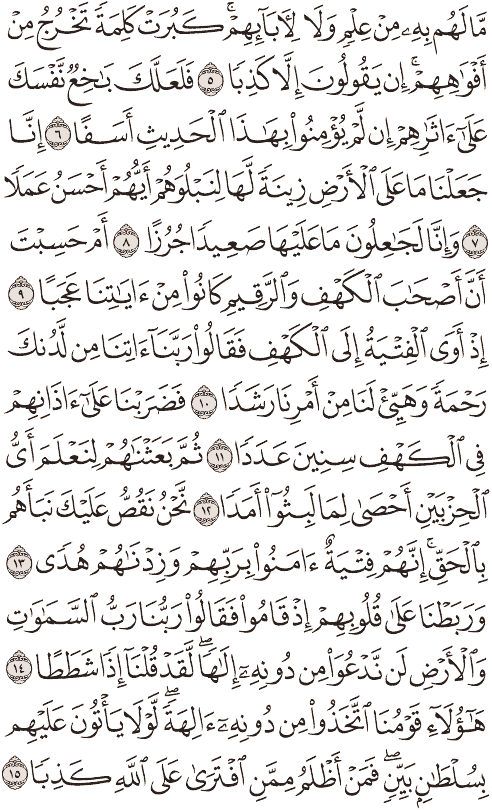 مَّا لَهُم بِهِۦ مِنْ عِلْمٍ وَلَا لِـَٔابَآئِهِمْ ۚ كَبُرَتْ كَلِمَةً تَخْرُجُ مِنْ
أَفْوَٰهِهِمْ ۚ إِن يَقُولُونَ إِلَّا كَذِبًا ٥ فَلَعَلَّكَ بَٰخِعٌ نَّفْسَكَ
عَلَىٰٓ ءَاثَٰرِهِمْ إِن لَّمْ يُؤْمِنُوا۟ بِهَٰذَا ٱلْحَدِيثِ أَسَفًا ٦ إِنَّا
جَعَلْنَا مَا عَلَى ٱلْأَرْضِ زِينَةً لَّهَا لِنَبْلُوَهُمْ أَيُّهُمْ أَحْسَنُ عَمَلًا
٧ وَإِنَّا لَجَٰعِلُونَ مَا عَلَيْهَا صَعِيدًا جُرُزًا ٨ أَمْ حَسِبْتَ
أَنَّ أَصْحَٰبَ ٱلْكَهْفِ وَٱلرَّقِيمِ كَانُوا۟ مِنْ ءَايَٰتِنَا عَجَبًا ٩
إِذْ أَوَى ٱلْفِتْيَةُ إِلَى ٱلْكَهْفِ فَقَالُوا۟ رَبَّنَآ ءَاتِنَا مِن لَّدُنكَ
رَحْمَةً وَهَيِّئْ لَنَا مِنْ أَمْرِنَا رَشَدًا ١٠ فَضَرَبْنَا عَلَىٰٓ ءَاذَانِهِمْ
فِى ٱلْكَهْفِ سِنِينَ عَدَدًا ١١ ثُمَّ بَعَثْنَٰهُمْ لِنَعْلَمَ أَىُّ
ٱلْحِزْبَيْنِ أَحْصَىٰ لِمَا لَبِثُوٓا۟ أَمَدًا ١٢ نَّحْنُ نَقُصُّ عَلَيْكَ نَبَأَهُم
بِٱلْحَقِّ ۚ إِنَّهُمْ فِتْيَةٌ ءَامَنُوا۟ بِرَبِّهِمْ وَزِدْنَٰهُمْ هُدًى ١٣
وَرَبَطْنَا عَلَىٰ قُلُوبِهِمْ إِذْ قَامُوا۟ فَقَالُوا۟ رَبُّنَا رَبُّ ٱلسَّمَٰوَٰتِ
وَٱلْأَرْضِ لَن نَّدْعُوَا۟ مِن دُونِهِۦٓ إِلَٰهًا ۖ لَّقَدْ قُلْنَآ إِذًا شَطَطًا ١٤
هَٰٓؤُلَآءِ قَوْمُنَا ٱتَّخَذُوا۟ مِن دُونِهِۦٓ ءَالِهَةً ۖ لَّوْلَا يَأْتُونَ عَلَيْهِم
بِسُلْطَٰنٍۭ بَيِّنٍ ۖ فَمَنْ أَظْلَمُ مِمَّنِ ٱفْتَرَىٰ عَلَى ٱللَّهِ كَذِبًا ١٥